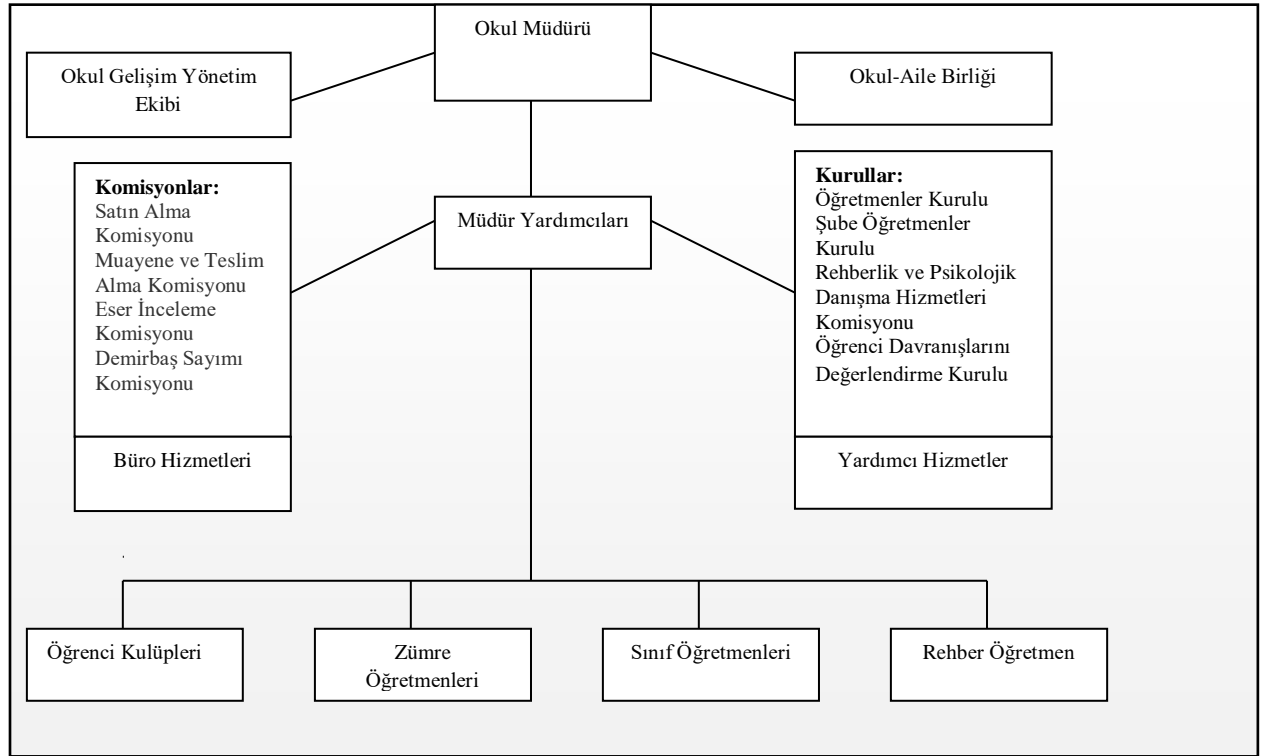 Okul Müdürü
Okul Gelişim Yönetim
Ekibi
Okul-Aile Birliği
Komisyonlar:
Satın Alma
Komisyonu
Muayene ve Teslim
Alma Komisyonu
Eser İnceleme
Komisyonu
Demirbaş Sayımı
Komisyonu
Müdür Yardımcıları
Kurullar:
Öğretmenler Kurulu
Şube Öğretmenler
Kurulu
Rehberlik ve Psikolojik
Danışma Hizmetleri
Komisyonu
Öğrenci Davranışlarını
Değerlendirme Kurulu
Büro Hizmetleri
Yardımcı Hizmetler
Öğrenci Kulüpleri
Zümre
Öğretmenleri
Sınıf Öğretmenleri
Rehber Öğretmen